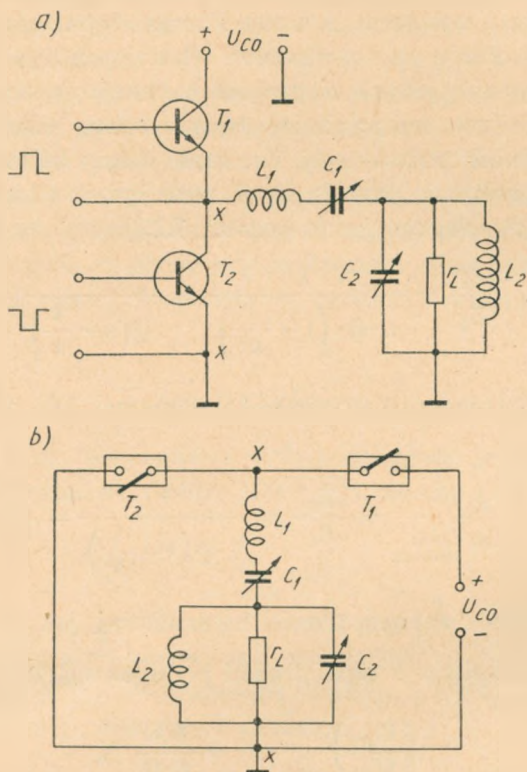 a)
+ U_CO -
T_1
L_1 C_1
x
T_2 C_2 r_L L_2
x
b)
x
T_2 T_1
L_1
C_1
+
U_CO
-
L_2 r_L C_2
x